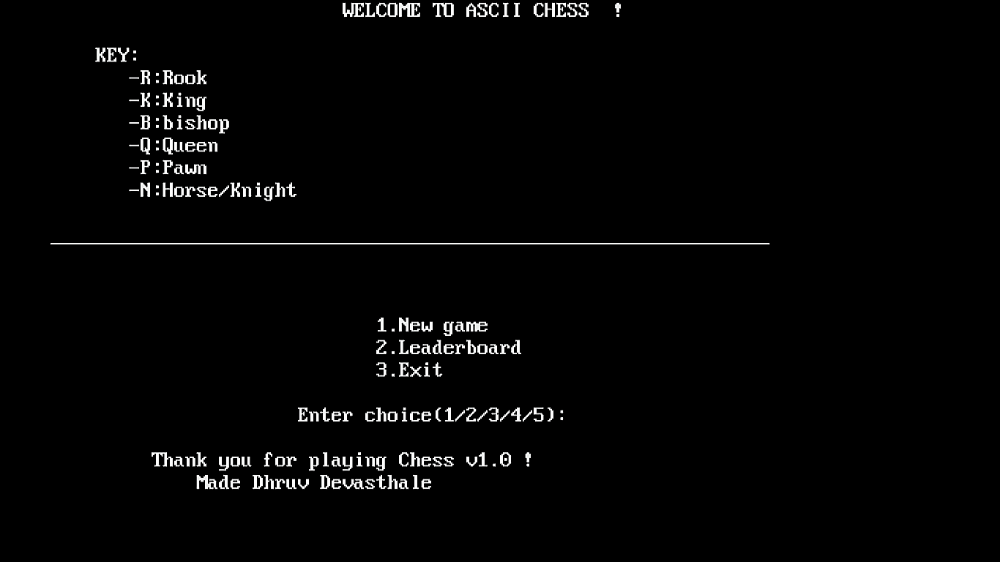 WELCOME TO ASCII CHESS !
KEY:
-R:Rook
-K:King
-B:bishop
-Q:Queen
-P:Pawn
-N:Horse/Knight
1.New game
2.Leaderboard
3.Exit
Enter choice(1/2/3/4/5):
Thank you for playing Chess v1.0 !
Made Dhruv Devasthale